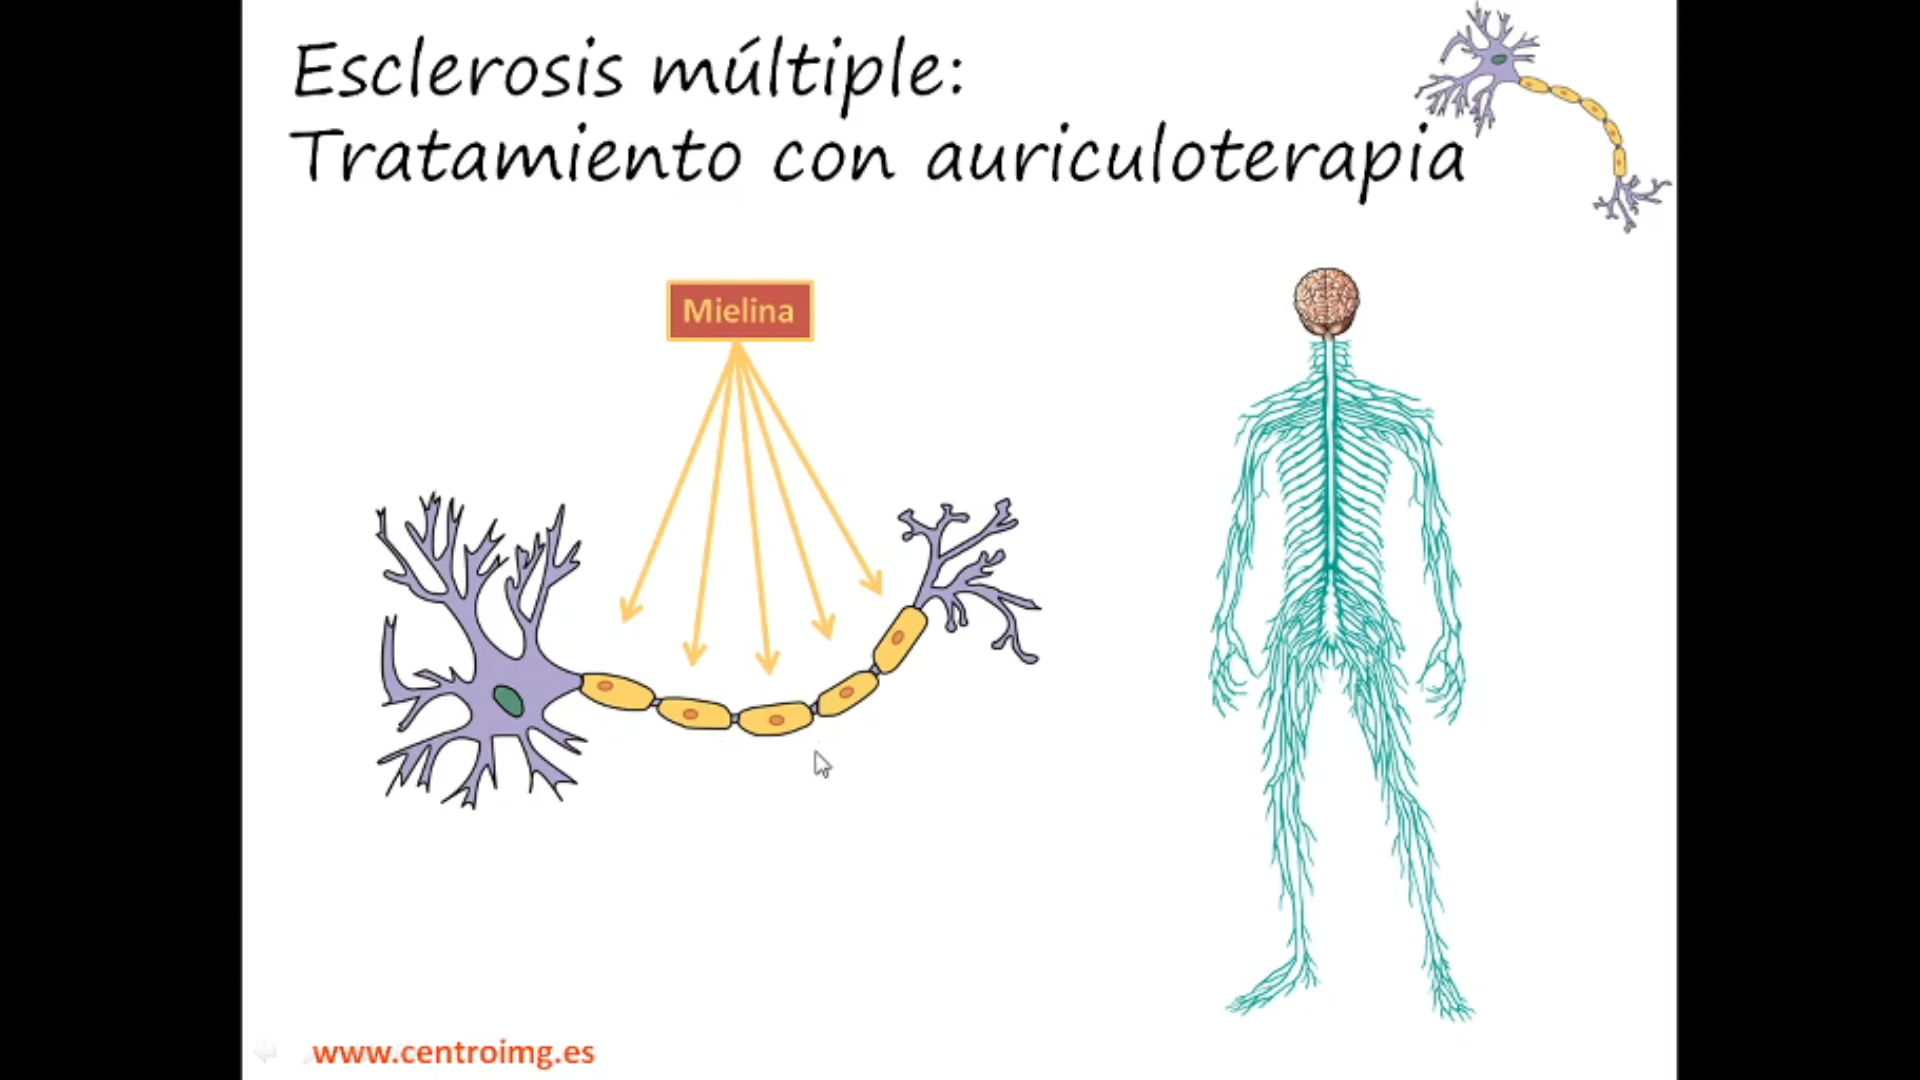 Esclerosis múltiple:
Tratamiento con auriculoterapia
Mielina
www.centroimg.es